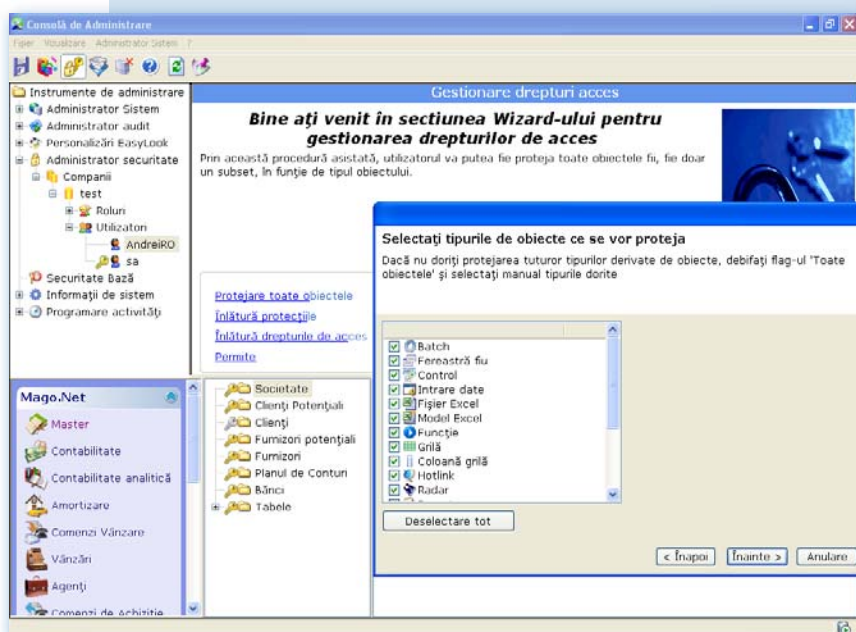 Consolă de Administrare
Fişier Vizualizare Administrator Sistem ?
Instrumente de administrare
Administrator Sistem
Administrator audit
Personalizări EasyLook
Administrator securitate
Companii
test
Roluri
Utilizatori
AndreiRO
sa
Securitate Bază
Informaţii de sistem
Programare activităţi
Gestionare drepturi acces
Bine aţi venit în sectiunea Wizard-ului pentru
gestionarea drepturilor de acces
Prin această procedură asistată, utilizatorul va putea fie proteja toate obiectele fii, fie doar
un subset, în funcţie de tipul obiectului.
Protejare toate obiectele
Înlătură protecţiile
Înlătură drepturile de acces
Permite
Selectaţi tipurile de obiecte ce se vor proteja
Dacă nu doriţi protejarea tuturor tipurilor derivate de obiecte, debifaţi flag-ul 'Toate
obiectele' şi selectaţi manual tipurile dorite
Batch
Fereastră fiu
Control
Intrare date
Fişier Excel
Model Excel
Funcţie
Grilă
Coloană grilă
Hotlink
Radar
Deselectare tot
< Înapoi
Înainte >
Anulare
Mago.Net
Master
Contabilitate
Contabilitate analitică
Amortizare
Comenzi Vânzare
Vânzări
Agenţi
Comenzi de Achiziţie
Societate
Clienţi Potenţiali
Clienţi
Furnizori potenţiali
Furnizori
Planul de Conturi
Bănci
Tabele